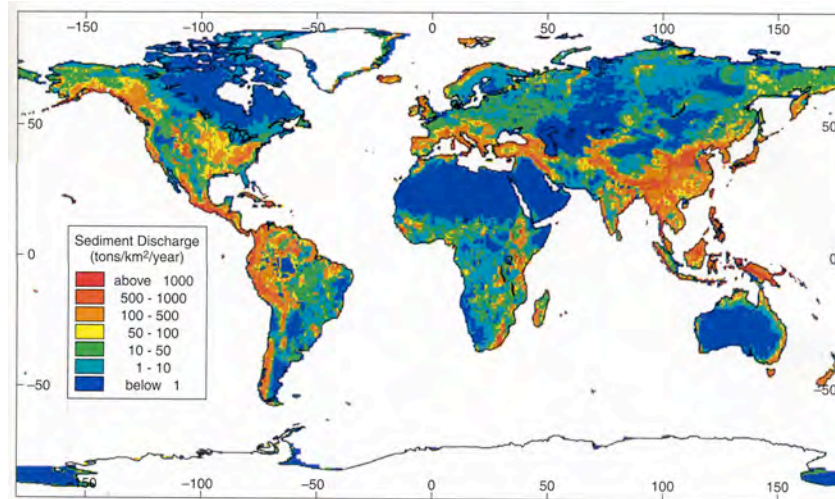 −150 −100 −50 0 50 100 150
50
50
0
0
−50
−50
Sediment Discharge
(tons/km²/year)
above 1000
500 - 1000
100 - 500
50 - 100
10 - 50
1 - 10
below 1
−150 −100 −50 0 50 100 150